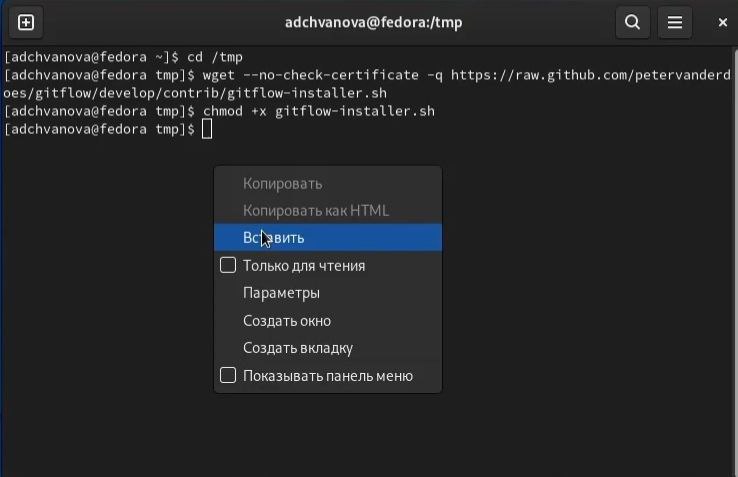 adchvanova@fedora:/tmp
[adchvanova@fedora ~]$ cd /tmp
[adchvanova@fedora tmp]$ wget --no-check-certificate -q https://raw.github.com/petervanderd
oes/gitflow/develop/contrib/gitflow-installer.sh
[adchvanova@fedora tmp]$ chmod +x gitflow-installer.sh
[adchvanova@fedora tmp]$
Копировать
Копировать как HTML
Вставить
Только для чтения
Параметры
Создать окно
Создать вкладку
Показывать панель меню